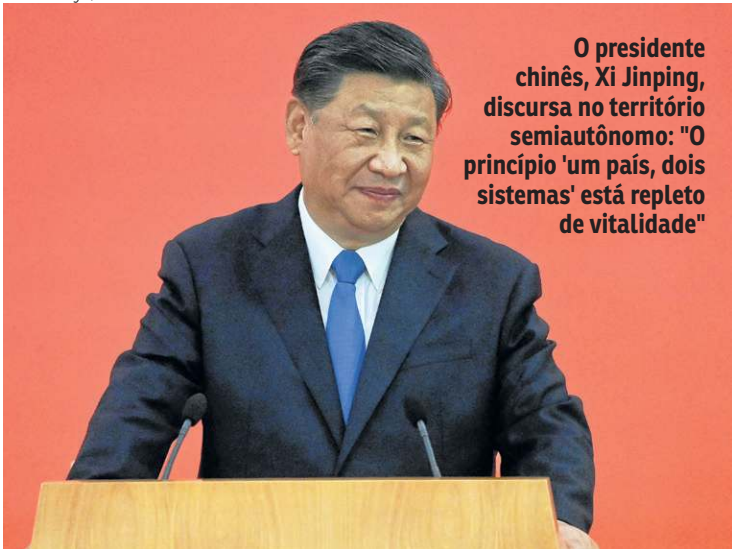 O presidente
chinês, Xi Jinping,
discursa no território
semiautônomo: "O
princípio 'um país, dois
sistemas' está repleto
de vitalidade"